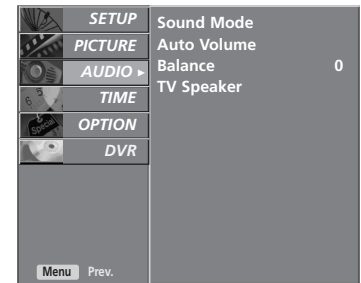 SETUP
PICTURE
AUDIO ▸
TIME
OPTION
DVR
Menu Prev.
Sound Mode
Auto Volume
Balance 0
TV Speaker